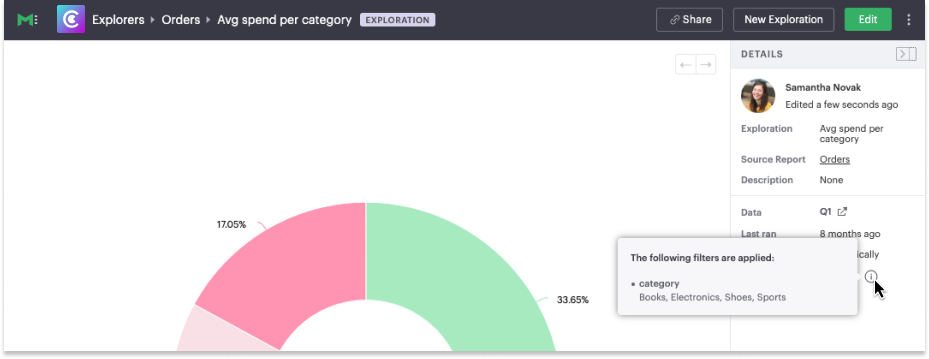 Explorers ▸ Orders ▸ Avg spend per category EXPLORATION
Share
New Exploration
Edit
DETAILS
Samantha Novak
Edited a few seconds ago
Exploration Avg spend per
category
Source Report Orders
Description None
Data Q1
Last ran 8 months ago
ically
The following filters are applied:
• category
Books, Electronics, Shoes, Sports
17.05%
33.65%